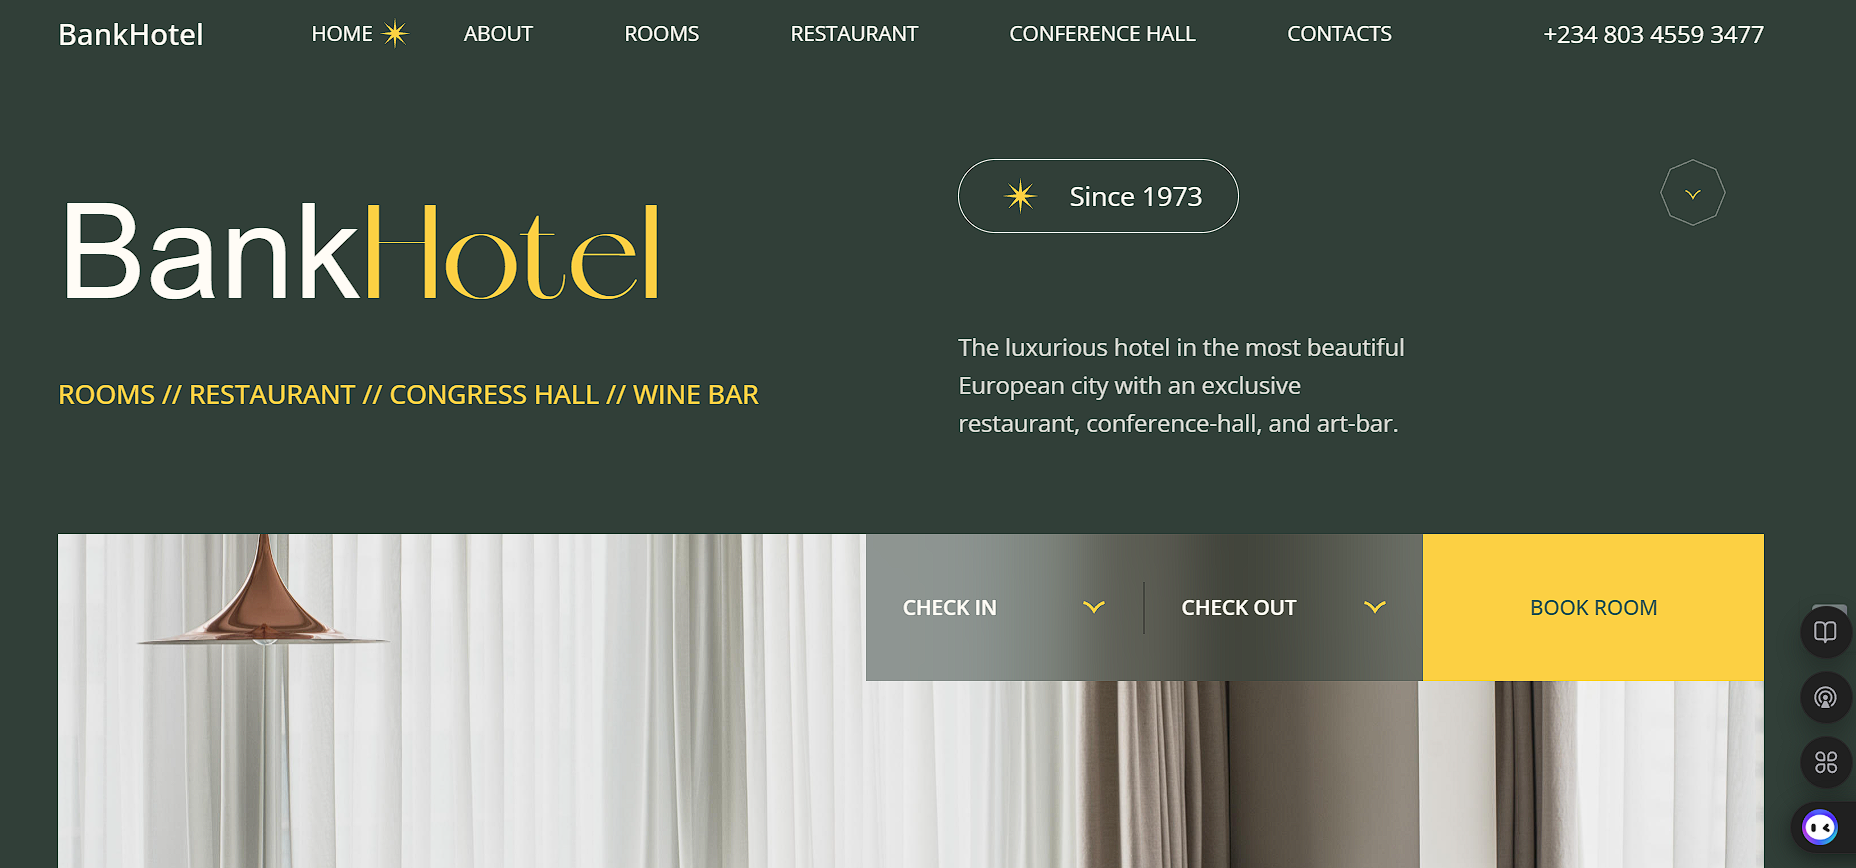 BankHotel HOME ABOUT ROOMS RESTAURANT CONFERENCE HALL CONTACTS +234 803 4559 3477
BankHotel
ROOMS // RESTAURANT // CONGRESS HALL // WINE BAR
Since 1973
The luxurious hotel in the most beautiful
European city with an exclusive
restaurant, conference-hall, and art-bar.
CHECK IN CHECK OUT BOOK ROOM